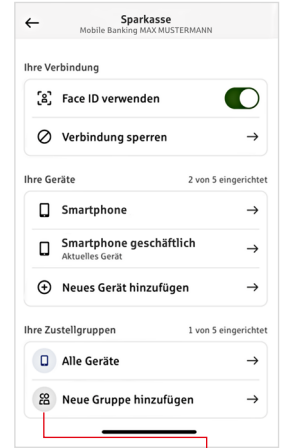 Sparkasse
Mobile Banking MAX MUSTERMANN
Ihre Verbindung
Face ID verwenden
Verbindung sperren
Ihre Geräte 2 von 5 eingerichtet
Smartphone
Smartphone geschäftlich
Aktuelles Gerät
Neues Gerät hinzufügen
Ihre Zustellgruppen 1 von 5 eingerichtet
Alle Geräte
Neue Gruppe hinzufügen